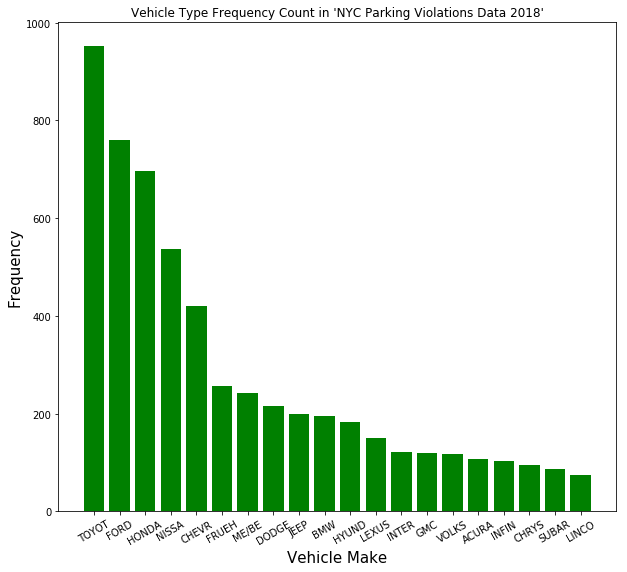 Vehicle Type Frequency Count in 'NYC Parking Violations Data 2018'
1000
800
600
400
200
0
Frequency
TOYOT FORD HONDA NISSA CHEVR FRUEH ME/BE DODGE JEEP BMW HYUND LEXUS INTER GMC VOLKS ACURA INFIN CHRYS SUBAR LINCO
Vehicle Make